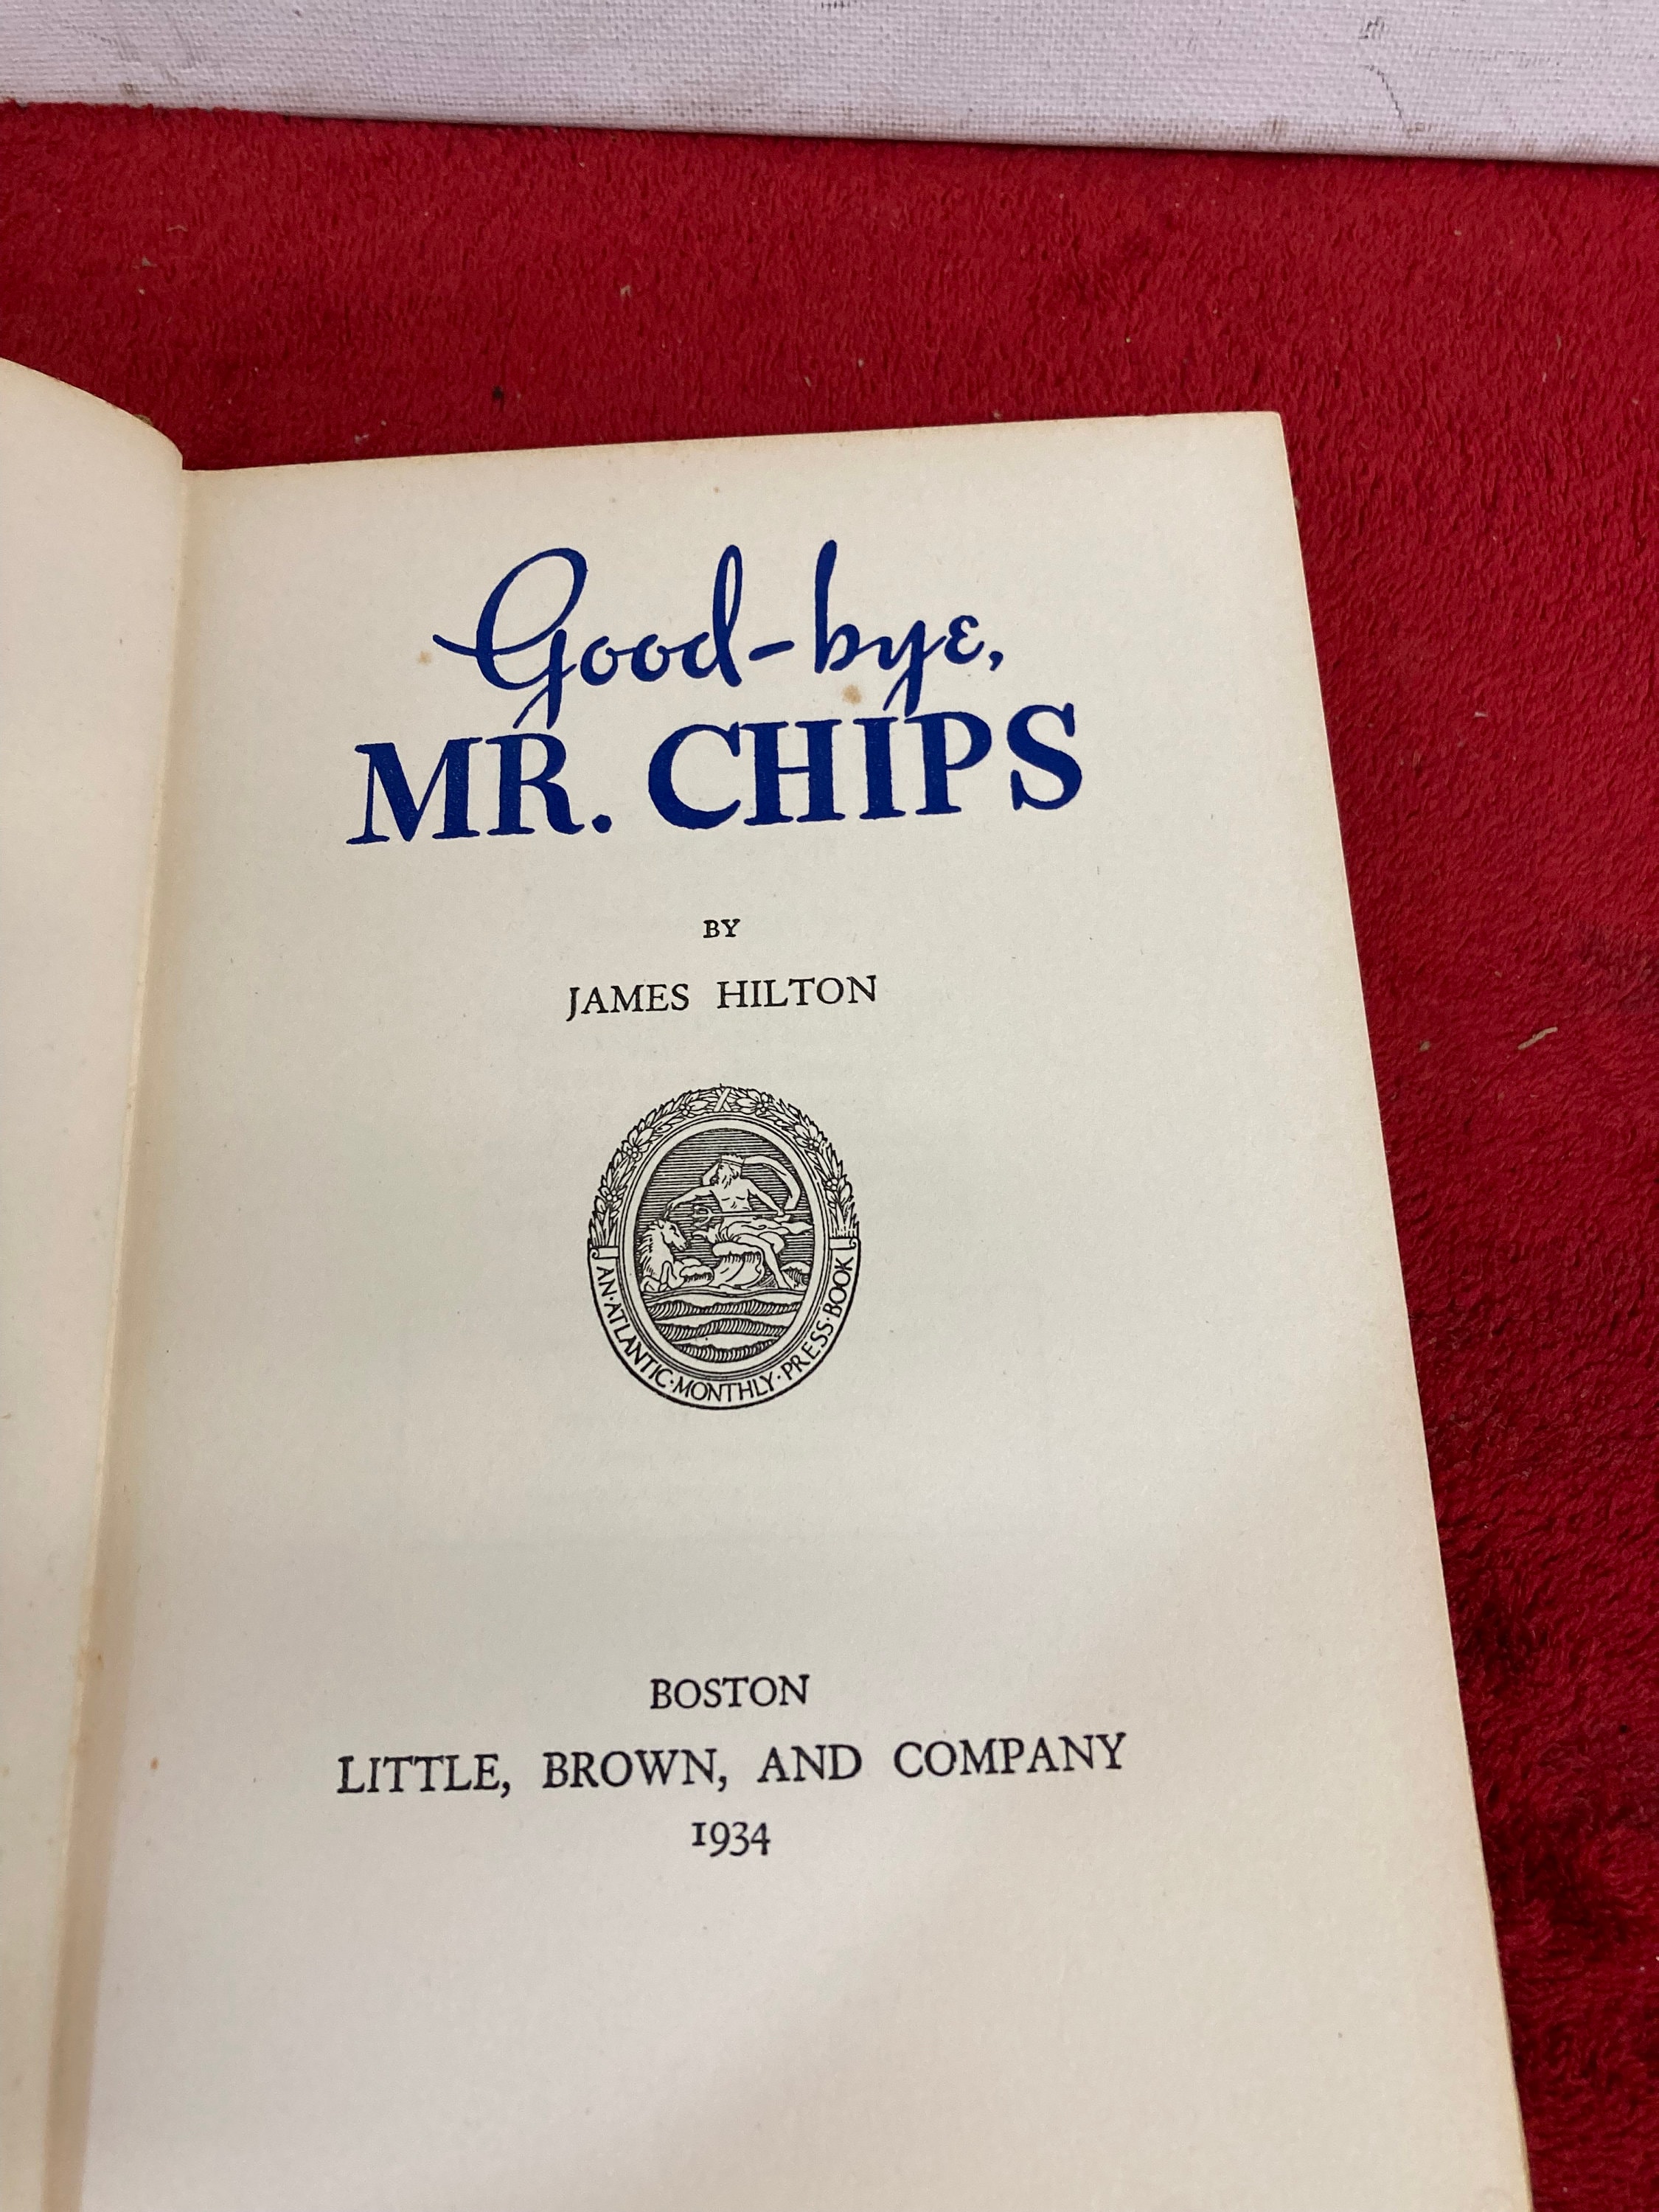 Good-bye,
MR. CHIPS
BY
JAMES HILTON
AN·ATLANTIC·MONTHLY·PRESS·BOOK
BOSTON
LITTLE, BROWN, AND COMPANY
1934